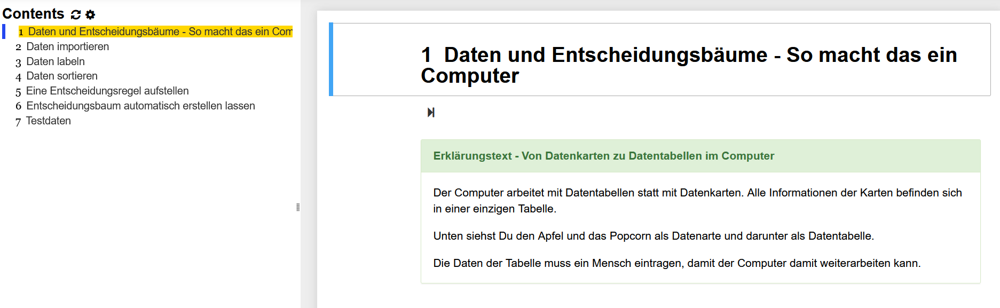 Contents
1 Daten und Entscheidungsbäume - So macht das ein Com
2 Daten importieren
3 Daten labeln
4 Daten sortieren
5 Eine Entscheidungsregel aufstellen
6 Entscheidungsbaum automatisch erstellen lassen
7 Testdaten
1 Daten und Entscheidungsbäume - So macht das ein
Computer
Erklärungstext - Von Datenkarten zu Datentabellen im Computer
Der Computer arbeitet mit Datentabellen statt mit Datenkarten. Alle Informationen der Karten befinden sich
in einer einzigen Tabelle.
Unten siehst Du den Apfel und das Popcorn als Datenarte und darunter als Datentabelle.
Die Daten der Tabelle muss ein Mensch eintragen, damit der Computer damit weiterarbeiten kann.